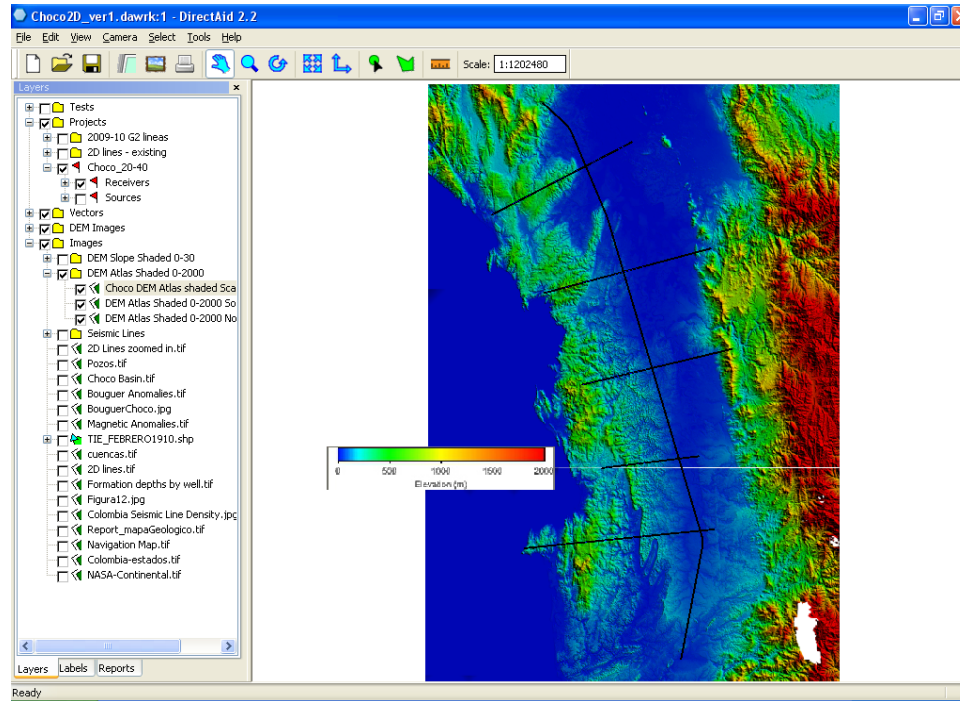 Choco2D_ver1.dawrk:1 - DirectAid 2.2
File Edit View Camera Select Tools Help
Scale: 1:1202480
Layers
Tests
Projects
2009-10 G2 lineas
2D lines - existing
Choco_20-40
Receivers
Sources
Vectors
DEM Images
Images
DEM Slope Shaded 0-30
DEM Atlas Shaded 0-2000
Choco DEM Atlas shaded Sca
DEM Atlas Shaded 0-2000 So
DEM Atlas Shaded 0-2000 No
Seismic Lines
2D Lines zoomed in.tif
Pozos.tif
Choco Basin.tif
Bouguer Anomalies.tif
BouguerChoco.jpg
Magnetic Anomalies.tif
TIE_FEBRERO1910.shp
cuencas.tif
2D lines.tif
Formation depths by well.tif
Figura12.jpg
Colombia Seismic Line Density.jpg
Report_mapaGeologico.tif
Navigation Map.tif
Colombia-estados.tif
NASA-Continental.tif
0 500 1000 1500 2000
Elevation (m)
Layers Labels Reports
Ready